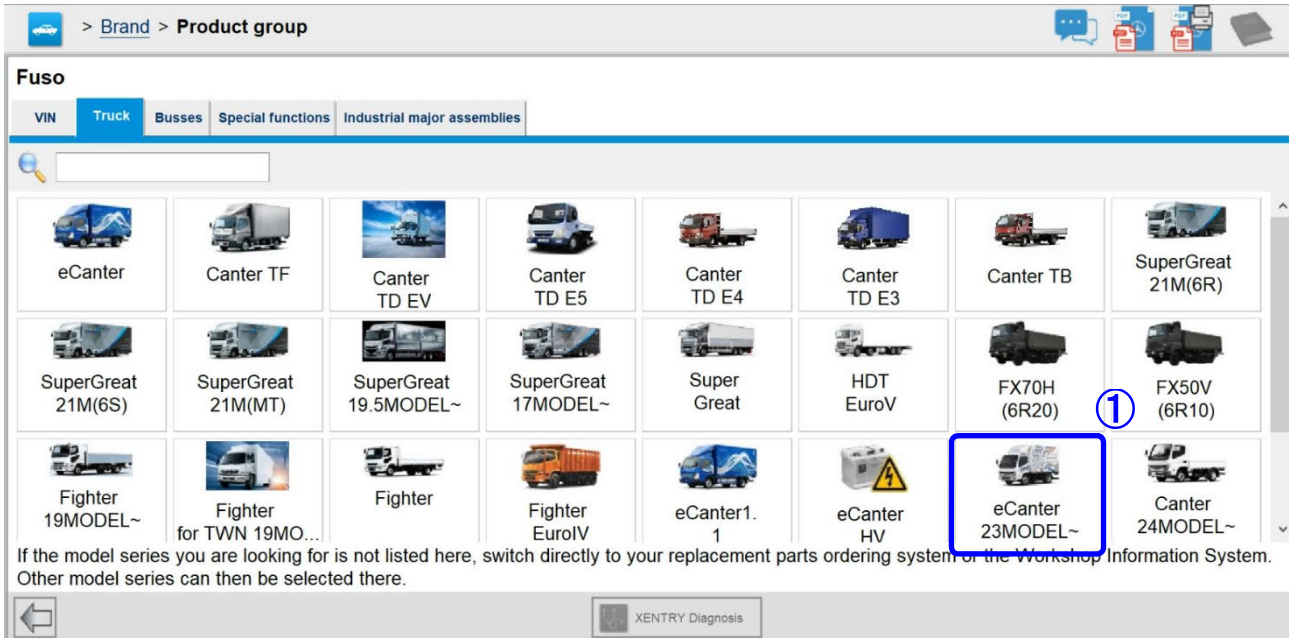 > Brand > Product group
Fuso
VIN Truck Busses Special functions Industrial major assemblies
eCanter
Canter TF
Canter
TD EV
Canter
TD E5
Canter
TD E4
Canter
TD E3
Canter TB
SuperGreat
21M(6R)
SuperGreat
21M(6S)
SuperGreat
21M(MT)
SuperGreat
19.5MODEL~
SuperGreat
17MODEL~
Super
Great
HDT
EuroV
FX70H
(6R20)
①
FX50V
(6R10)
Fighter
19MODEL~
Fighter
for TWN 19MO...
Fighter
Fighter
EuroIV
eCanter1.
1
eCanter
HV
eCanter
23MODEL~
Canter
24MODEL~
If the model series you are looking for is not listed here, switch directly to your replacement parts ordering system or the Workshop Information System.
Other model series can then be selected there.
XENTRY Diagnosis